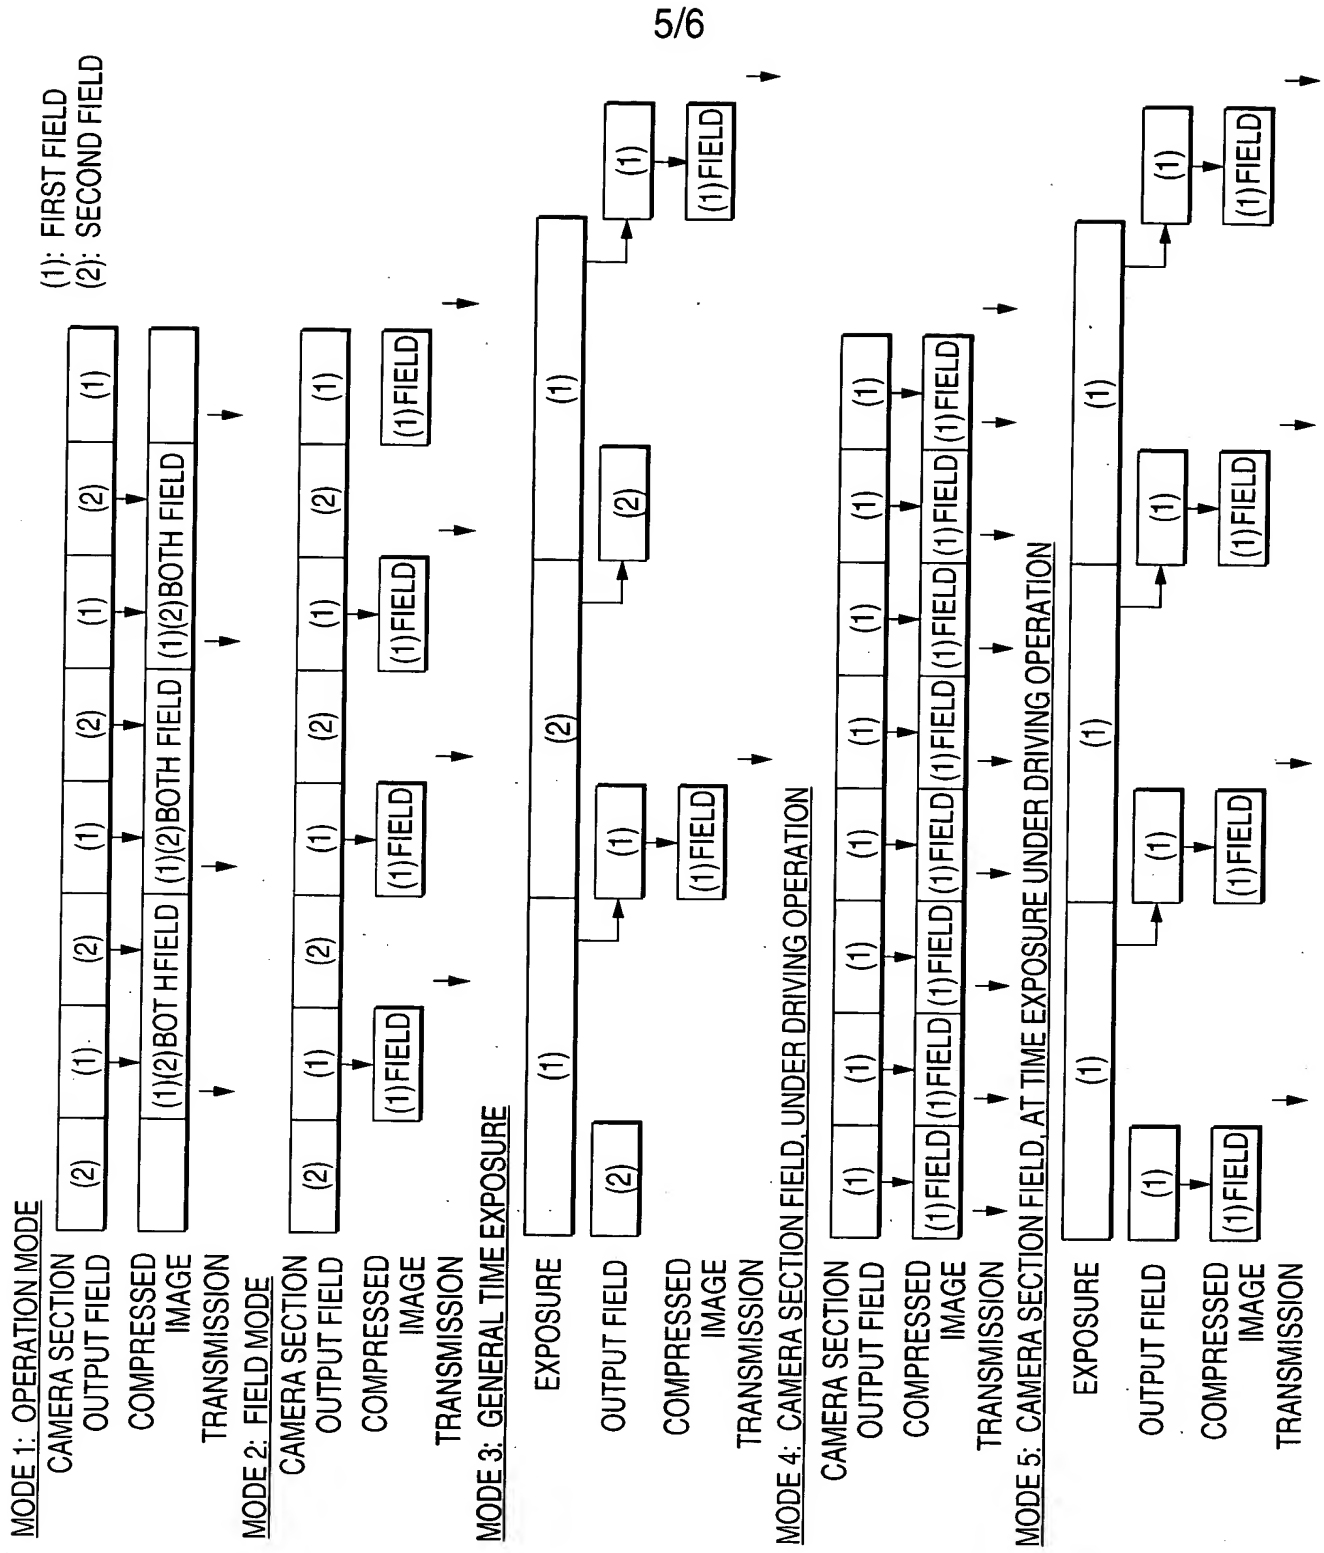 5/6
(1): FIRST FIELD
(2): SECOND FIELD
MODE 1: OPERATION MODE
CAMERA SECTION
OUTPUT FIELD
(2) (1) (2) (1) (2) (1) (2) (1)
COMPRESSED
IMAGE
(1)(2)BOT HFIELD (1)(2)BOTH FIELD (1)(2)BOTH FIELD
TRANSMISSION
MODE 2: FIELD MODE
CAMERA SECTION
OUTPUT FIELD
(2) (1) (2) (1) (2) (1) (2) (1)
COMPRESSED
IMAGE
(1)FIELD (1)FIELD (1)FIELD (1)FIELD
TRANSMISSION
MODE 3: GENERAL TIME EXPOSURE
EXPOSURE
(1) (2) (1)
OUTPUT FIELD
(2) (1) (2) (1)
COMPRESSED
IMAGE
(1)FIELD (1)FIELD
TRANSMISSION
MODE 4: CAMERA SECTION FIELD, UNDER DRIVING OPERATION
CAMERA SECTION
OUTPUT FIELD
(1) (1) (1) (1) (1) (1) (1) (1)
COMPRESSED
IMAGE
(1)FIELD (1)FIELD (1)FIELD (1)FIELD (1)FIELD (1)FIELD (1)FIELD (1)FIELD
TRANSMISSION
MODE 5: CAMERA SECTION FIELD, AT TIME EXPOSURE UNDER DRIVING OPERATION
EXPOSURE
(1) (1) (1)
OUTPUT FIELD
(1) (1) (1) (1)
COMPRESSED
IMAGE
(1)FIELD (1)FIELD (1)FIELD (1)FIELD
TRANSMISSION